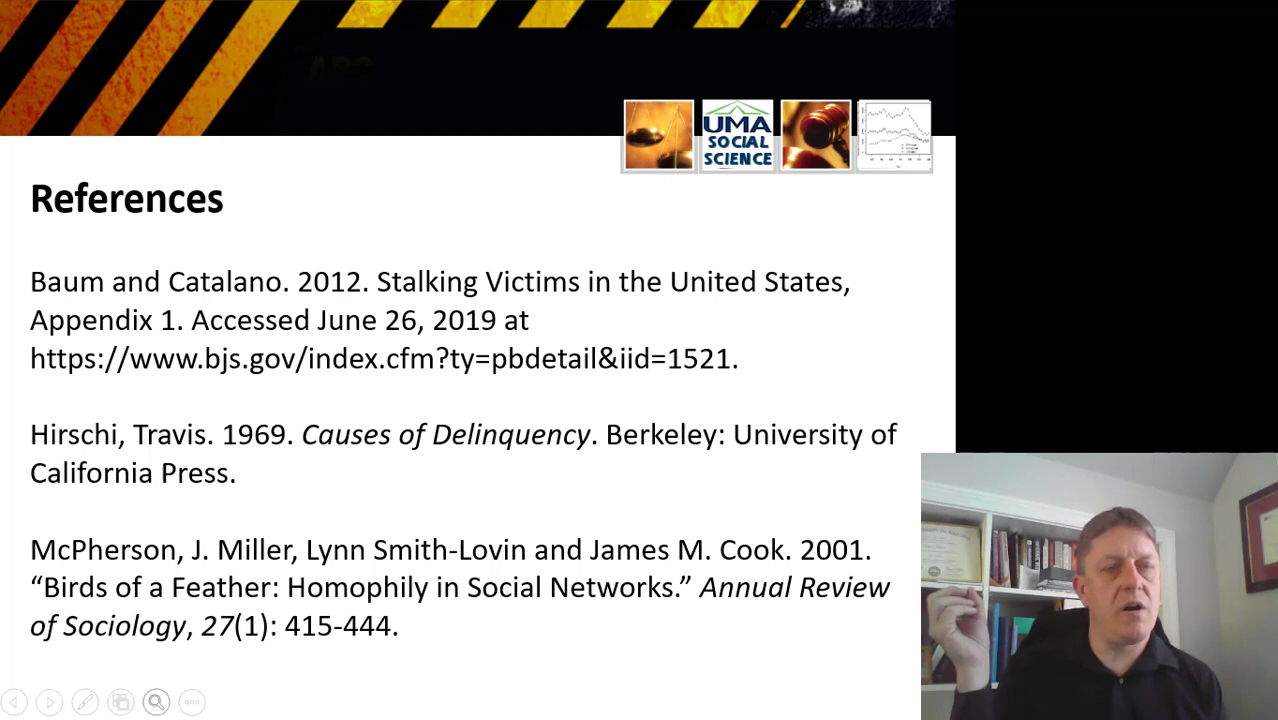 UMA
SOCIAL
SCIENCE
References
Baum and Catalano. 2012. Stalking Victims in the United States,
Appendix 1. Accessed June 26, 2019 at
https://www.bjs.gov/index.cfm?ty=pbdetail&iid=1521.
Hirschi, Travis. 1969. Causes of Delinquency. Berkeley: University of
California Press.
McPherson, J. Miller, Lynn Smith-Lovin and James M. Cook. 2001.
“Birds of a Feather: Homophily in Social Networks.” Annual Review
of Sociology, 27(1): 415-444.